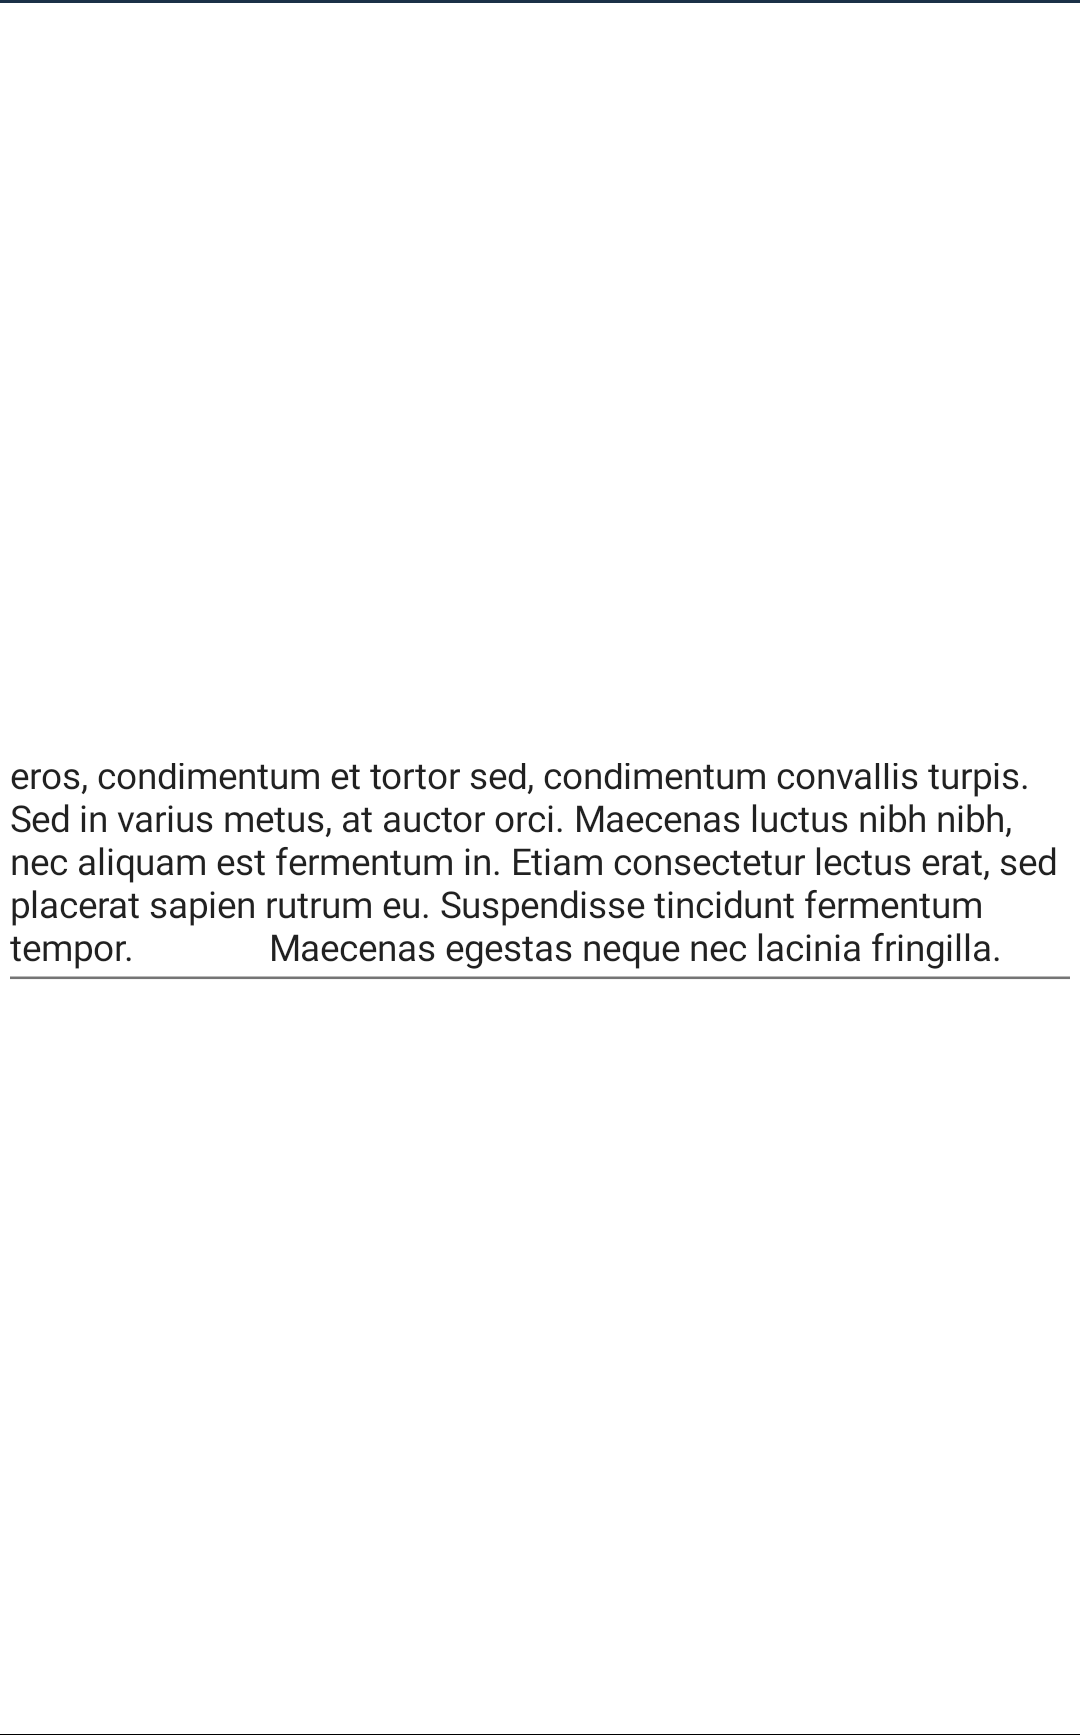 eros, condimentum et tortor sed, condimentum convallis turpis.
Sed in varius metus, at auctor orci. Maecenas luctus nibh nibh,
nec aliquam est fermentum in. Etiam consectetur lectus erat, sed
placerat sapien rutrum eu. Suspendisse tincidunt fermentum
tempor. Maecenas egestas neque nec lacinia fringilla.